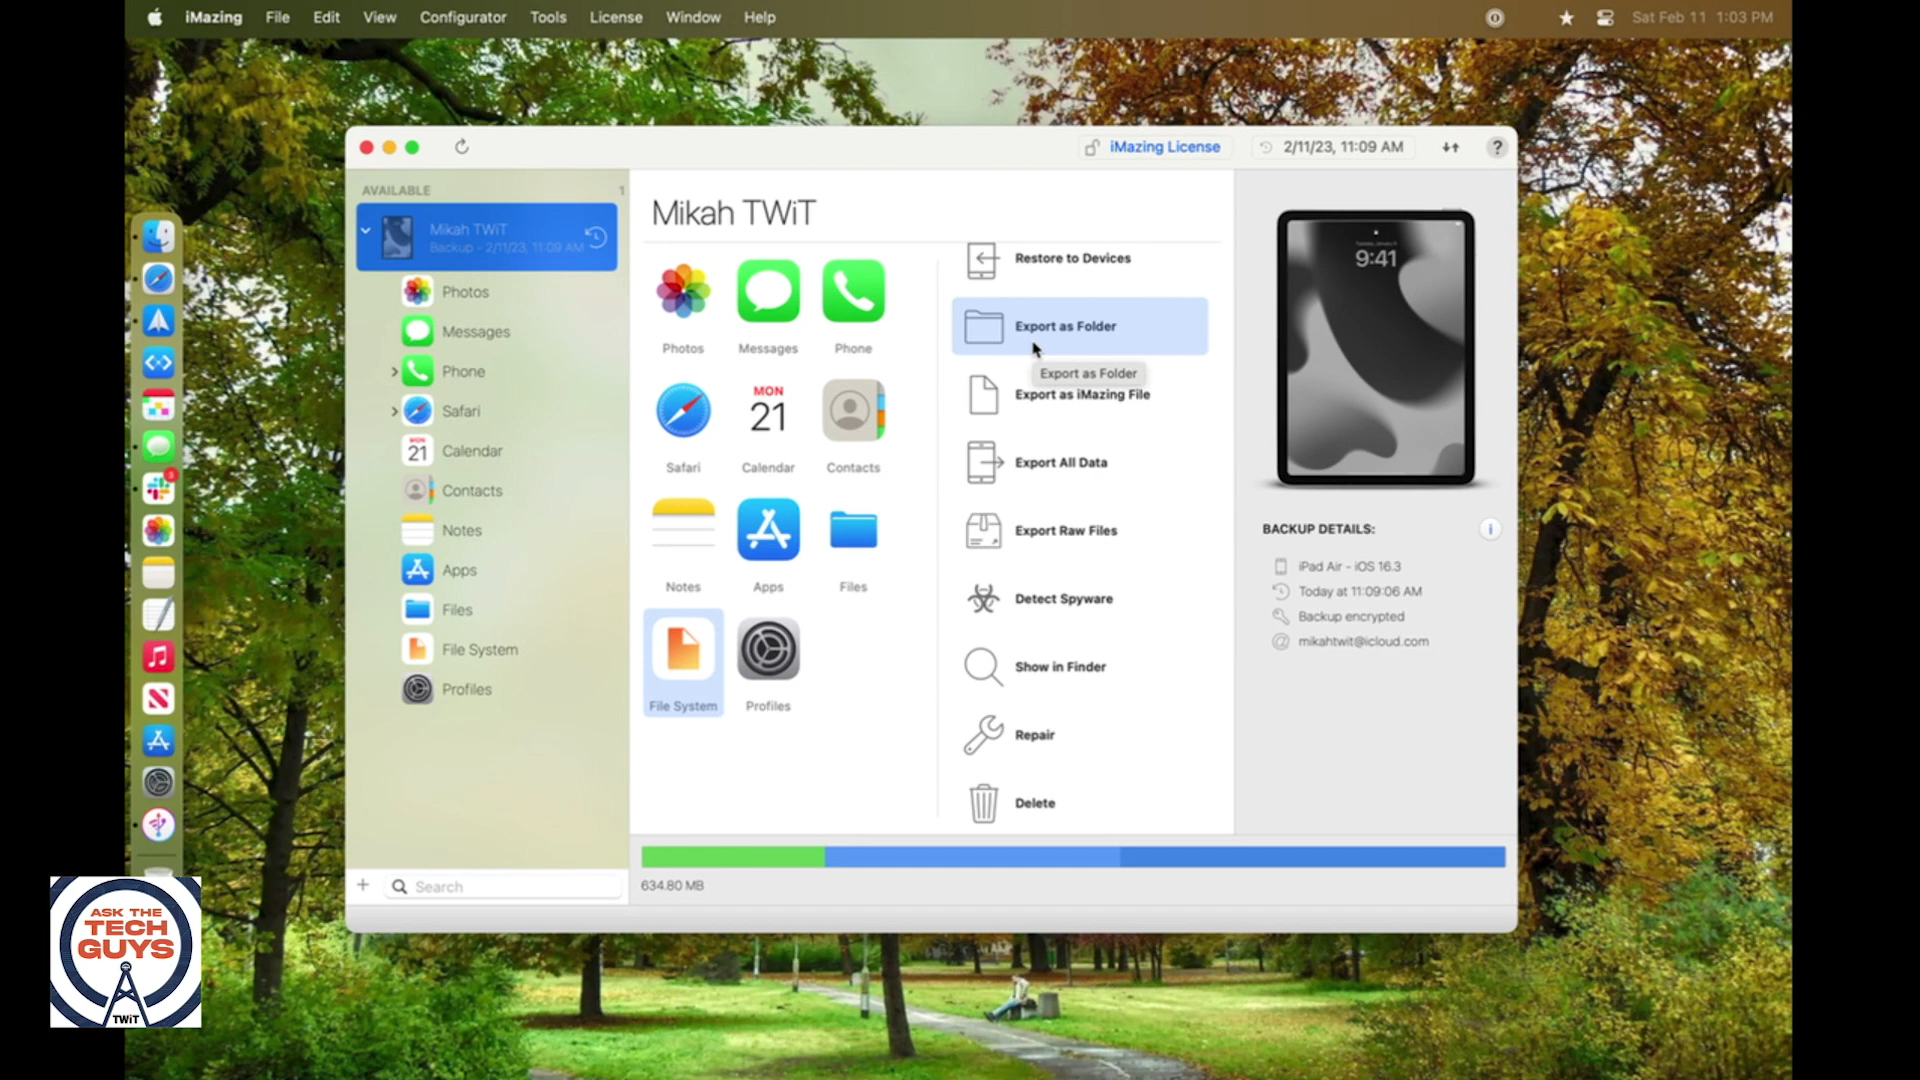 iMazing File Edit View Configurator Tools License Window Help
Sat Feb 11 1:03 PM
iMazing License
2/11/23, 11:09 AM
?
AVAILABLE 1
Mikah TWiT
Backup - 2/11/23, 11:09 AM
Photos
Messages
Phone
Safari
MON
21
Calendar
Contacts
Notes
Apps
Files
File System
Profiles
+
Search
Mikah TWiT
Photos
Messages
Phone
Safari
MON
21
Calendar
Contacts
Notes
Apps
Files
File System
Profiles
Restore to Devices
Export as Folder
Export as Folder
Export as iMazing File
Export All Data
Export Raw Files
Detect Spyware
Show in Finder
Repair
Delete
634.80 MB
9:41
BACKUP DETAILS:
i
iPad Air - iOS 16.3
Today at 11:09:06 AM
Backup encrypted
mikahtwit@icloud.com
3
ASK THE
TECH
GUYS
TWiT